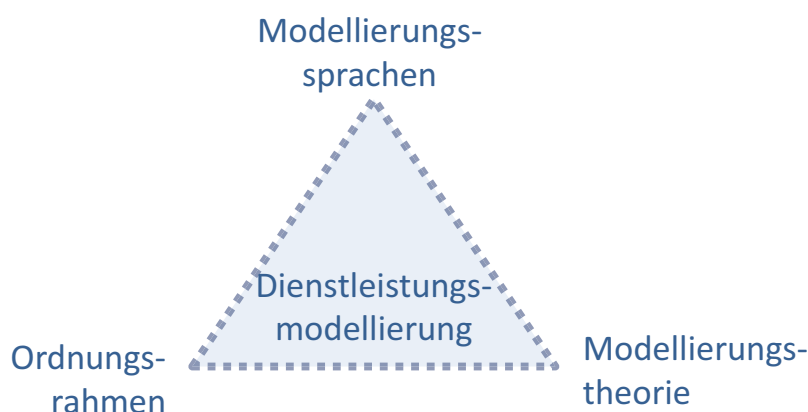 Modellierungs-
sprachen
Dienstleistungs-
modellierung
Ordnungs-
rahmen
Modellierungs-
theorie